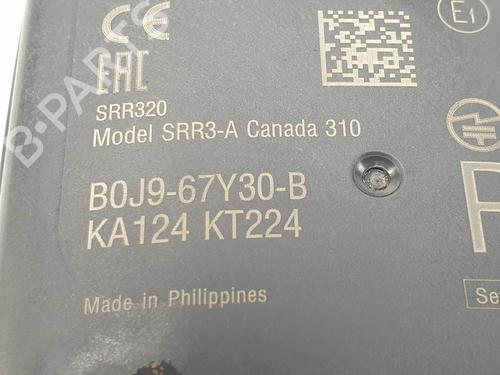 CE
E1
EAC
SRR320
Model SRR3-A Canada 310
B0J9-67Y30-B
KA124 KT224
Made in Philippines
B-PARTS